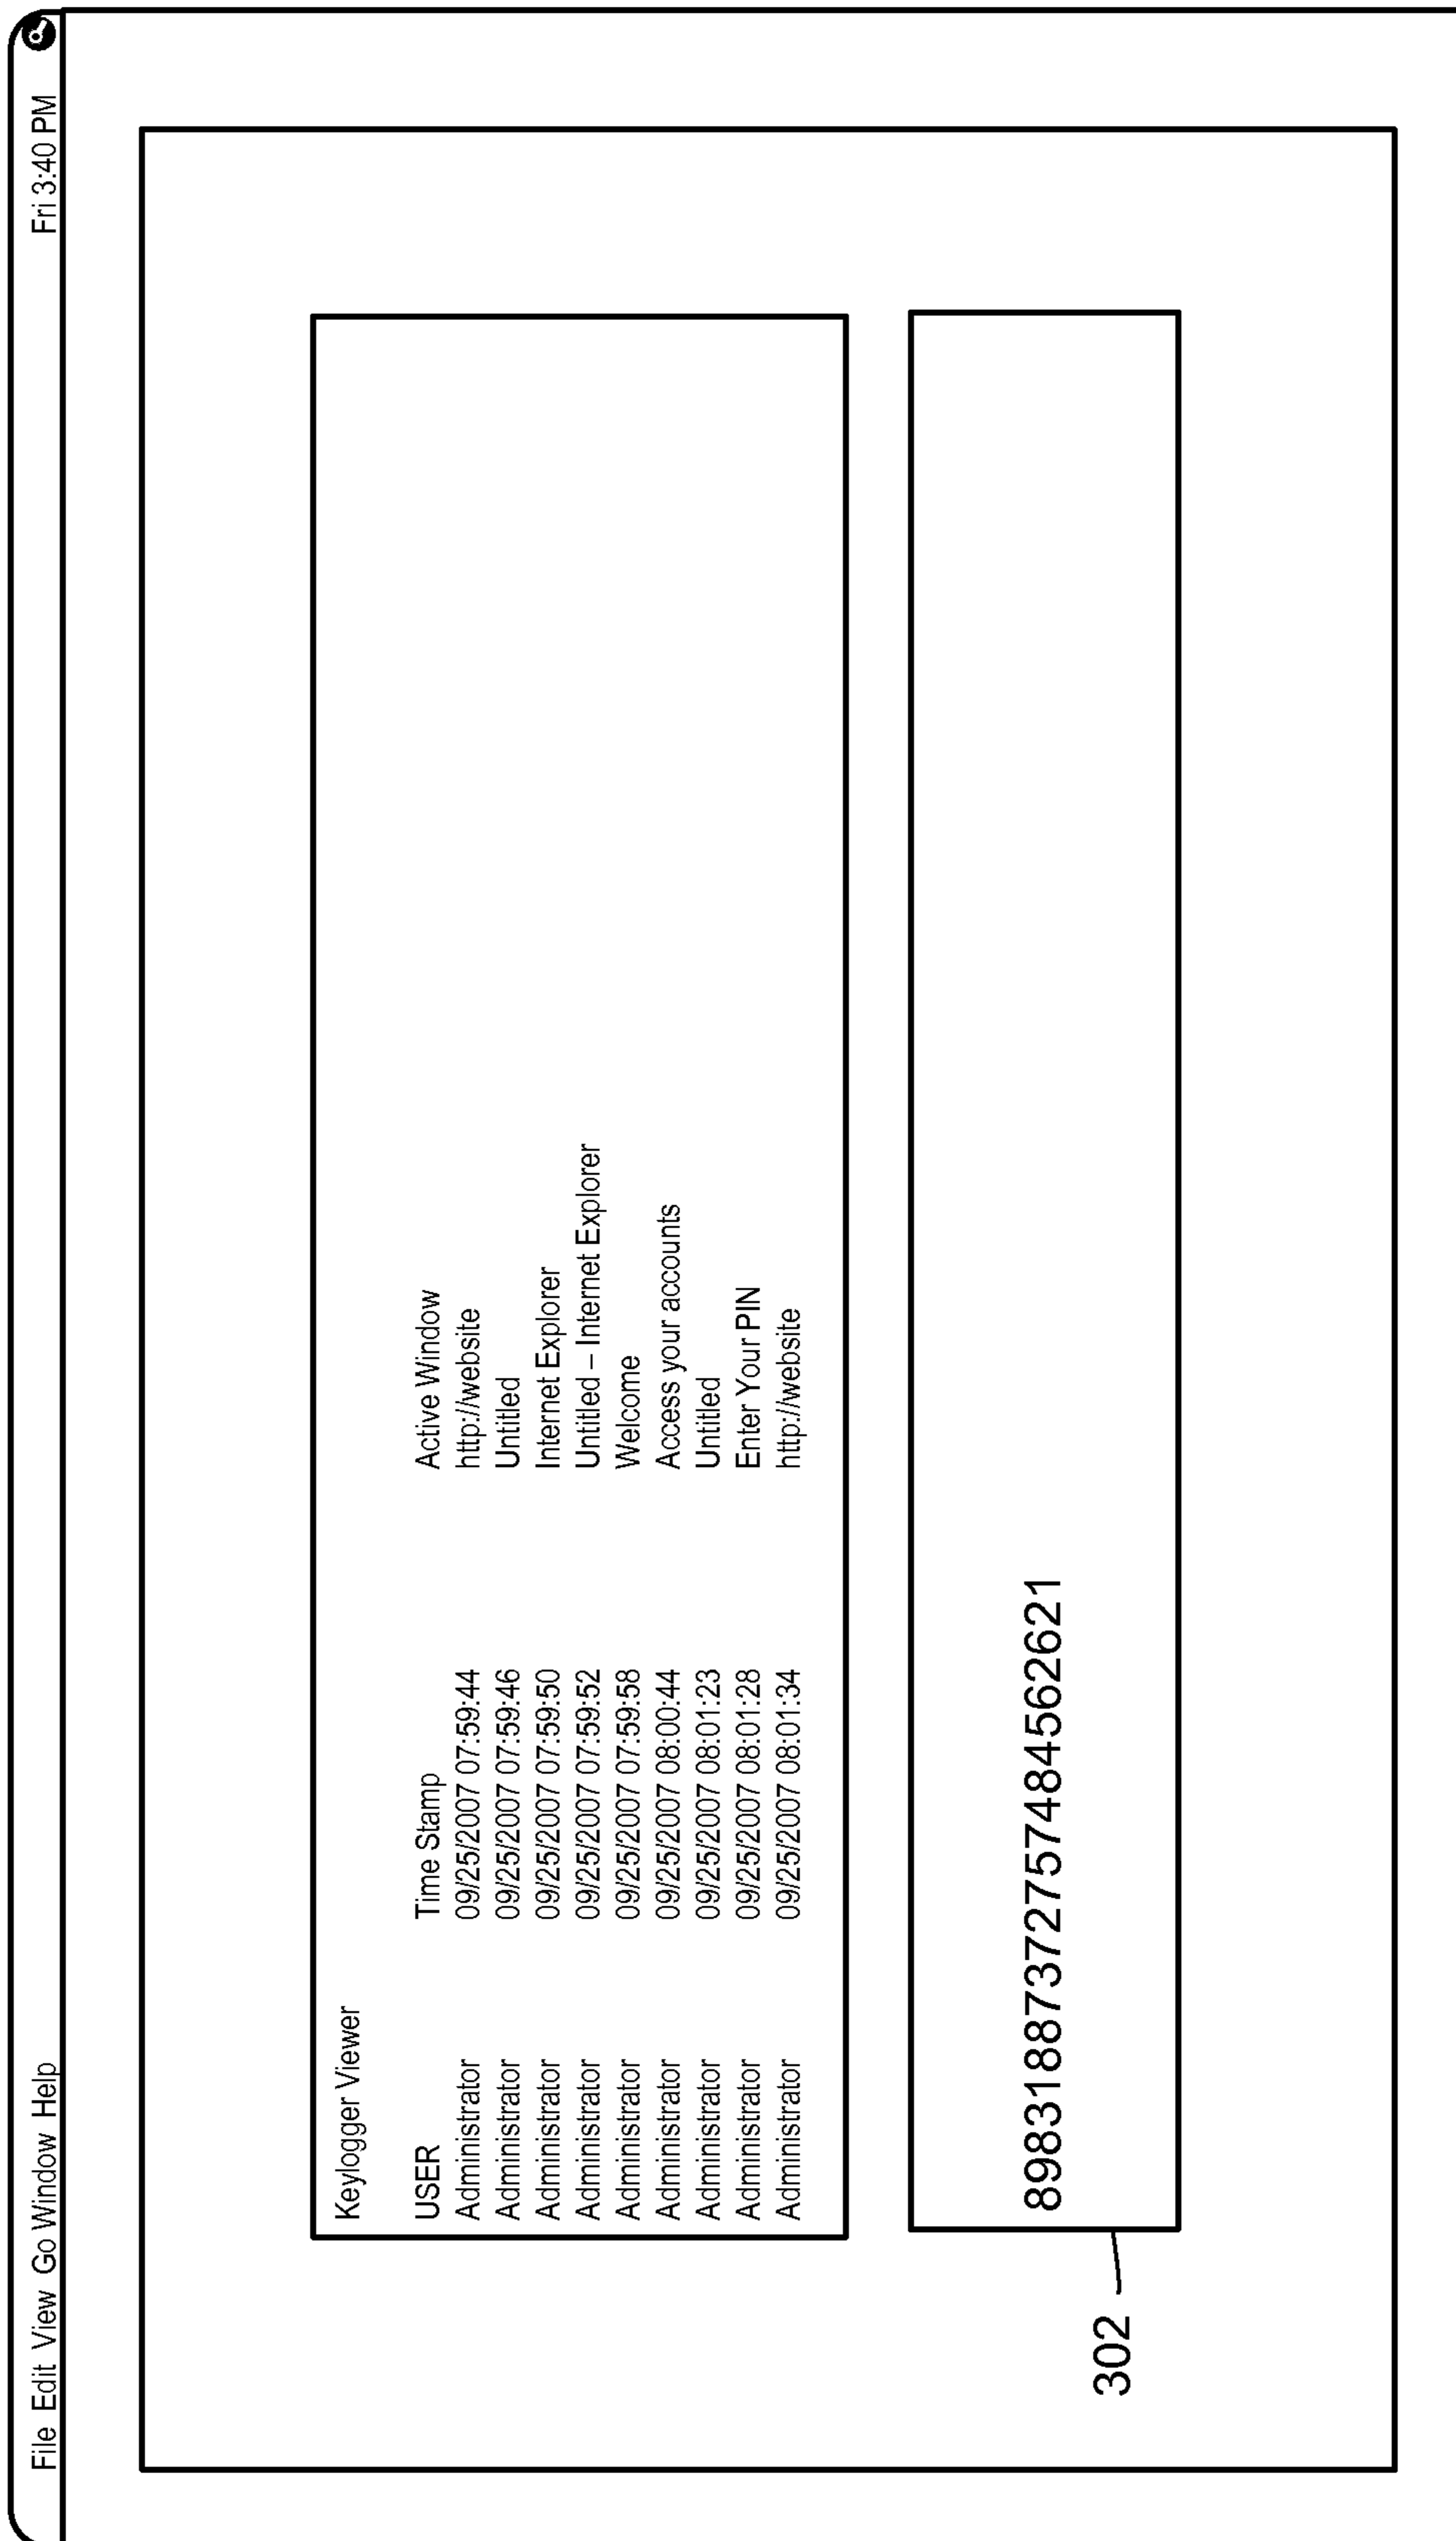 File Edit View Go Window Help Fri 3:40 PM
Keylogger Viewer
USER Time Stamp Active Window
Administrator 09/25/2007 07:59:44 http://website
Administrator 09/25/2007 07:59:46 Untitled
Administrator 09/25/2007 07:59:50 Internet Explorer
Administrator 09/25/2007 07:59:52 Untitled – Internet Explorer
Administrator 09/25/2007 07:59:58 Welcome
Administrator 09/25/2007 08:00:44 Access your accounts
Administrator 09/25/2007 08:01:23 Untitled
Administrator 09/25/2007 08:01:28 Enter Your PIN
Administrator 09/25/2007 08:01:34 http://website
898318873727574845626​21
302